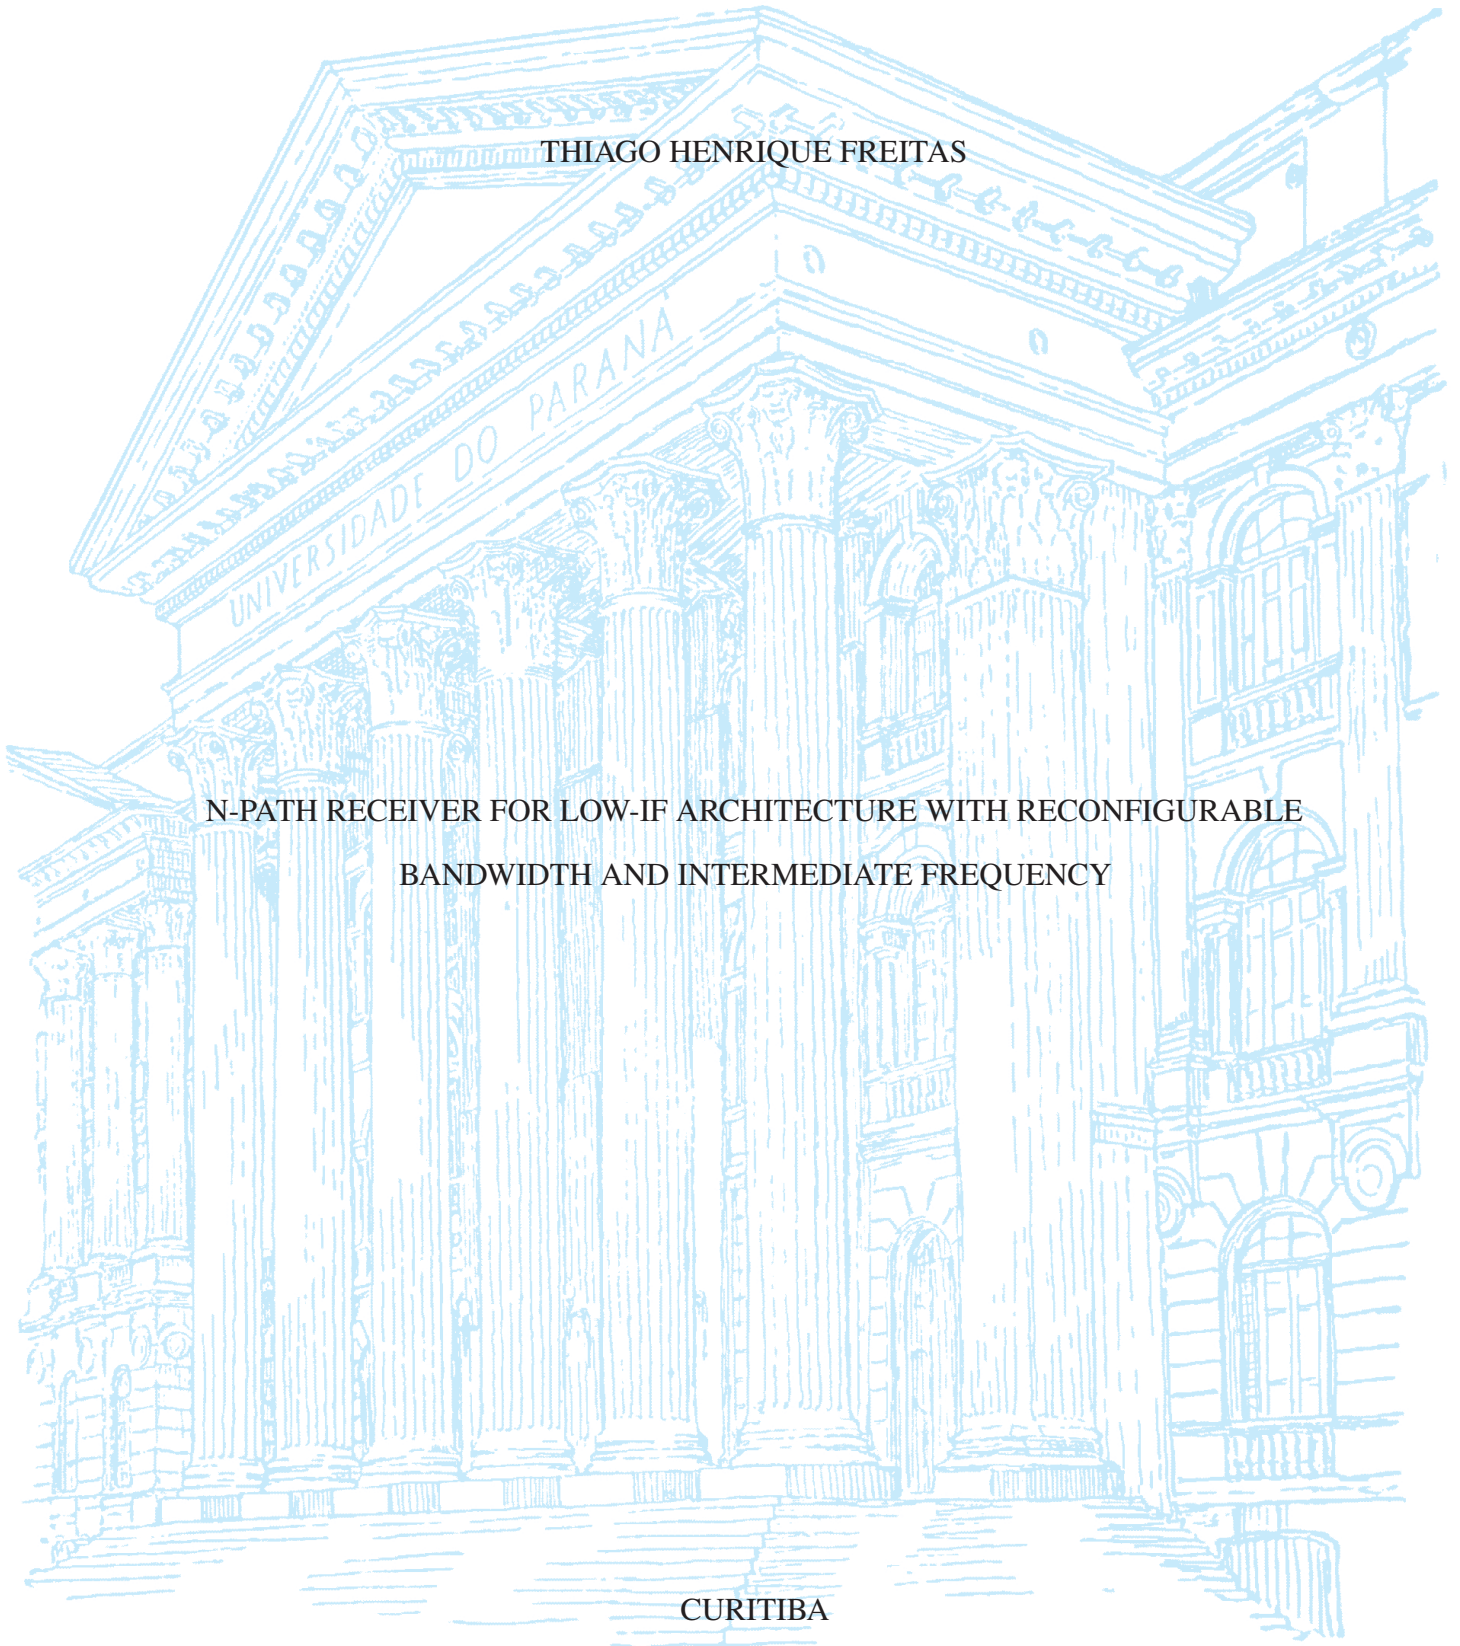 THIAGO HENRIQUE FREITAS
UNIVERSIDADE DO PARANÁ
N-PATH RECEIVER FOR LOW-IF ARCHITECTURE WITH RECONFIGURABLE
BANDWIDTH AND INTERMEDIATE FREQUENCY
CURITIBA